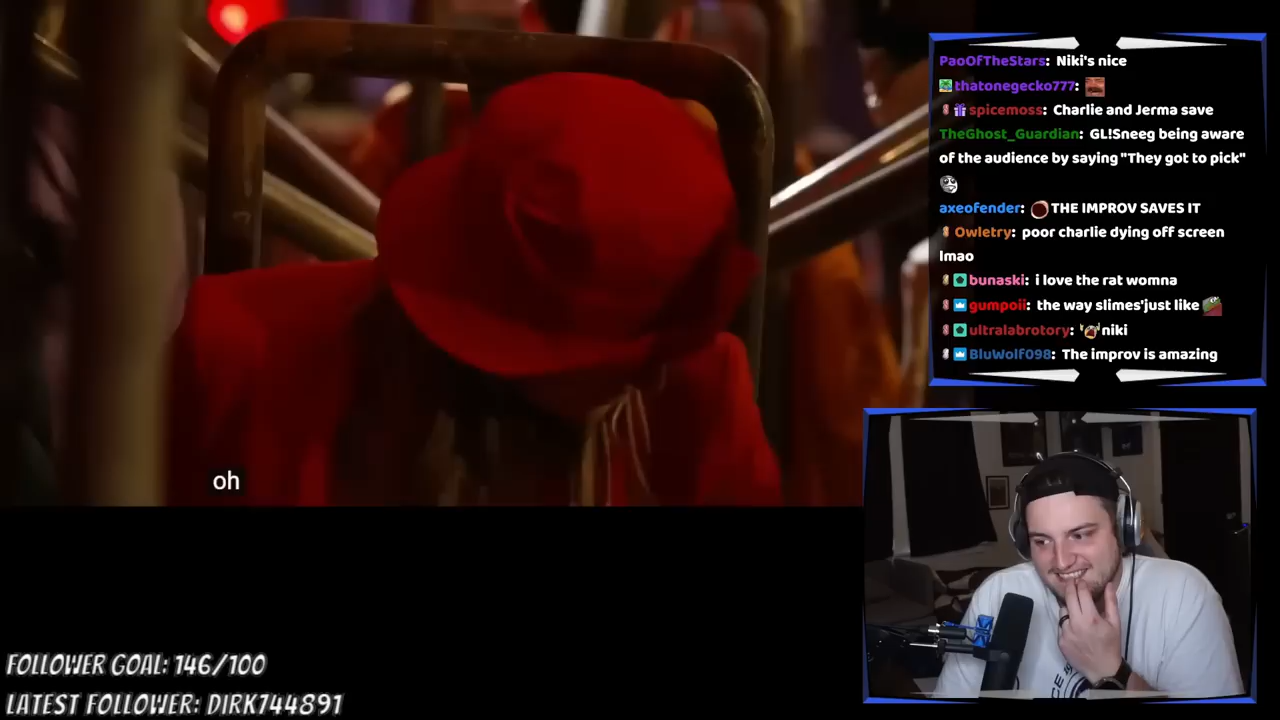 PaoOfTheStars: Niki's nice
thatonegecko777:
spicemoss: Charlie and Jerma save
TheGhost_Guardian: GL!Sneeg being aware
of the audience by saying "They got to pick"
axeofender: THE IMPROV SAVES IT
Owletry: poor charlie dying off screen
lmao
bunaski: i love the rat womna
gumpoii: the way slimes'just like
ultralabrotory: niki
BluWolf098: The improv is amazing
oh
FOLLOWER GOAL: 146/100
LATEST FOLLOWER: DIRK744891